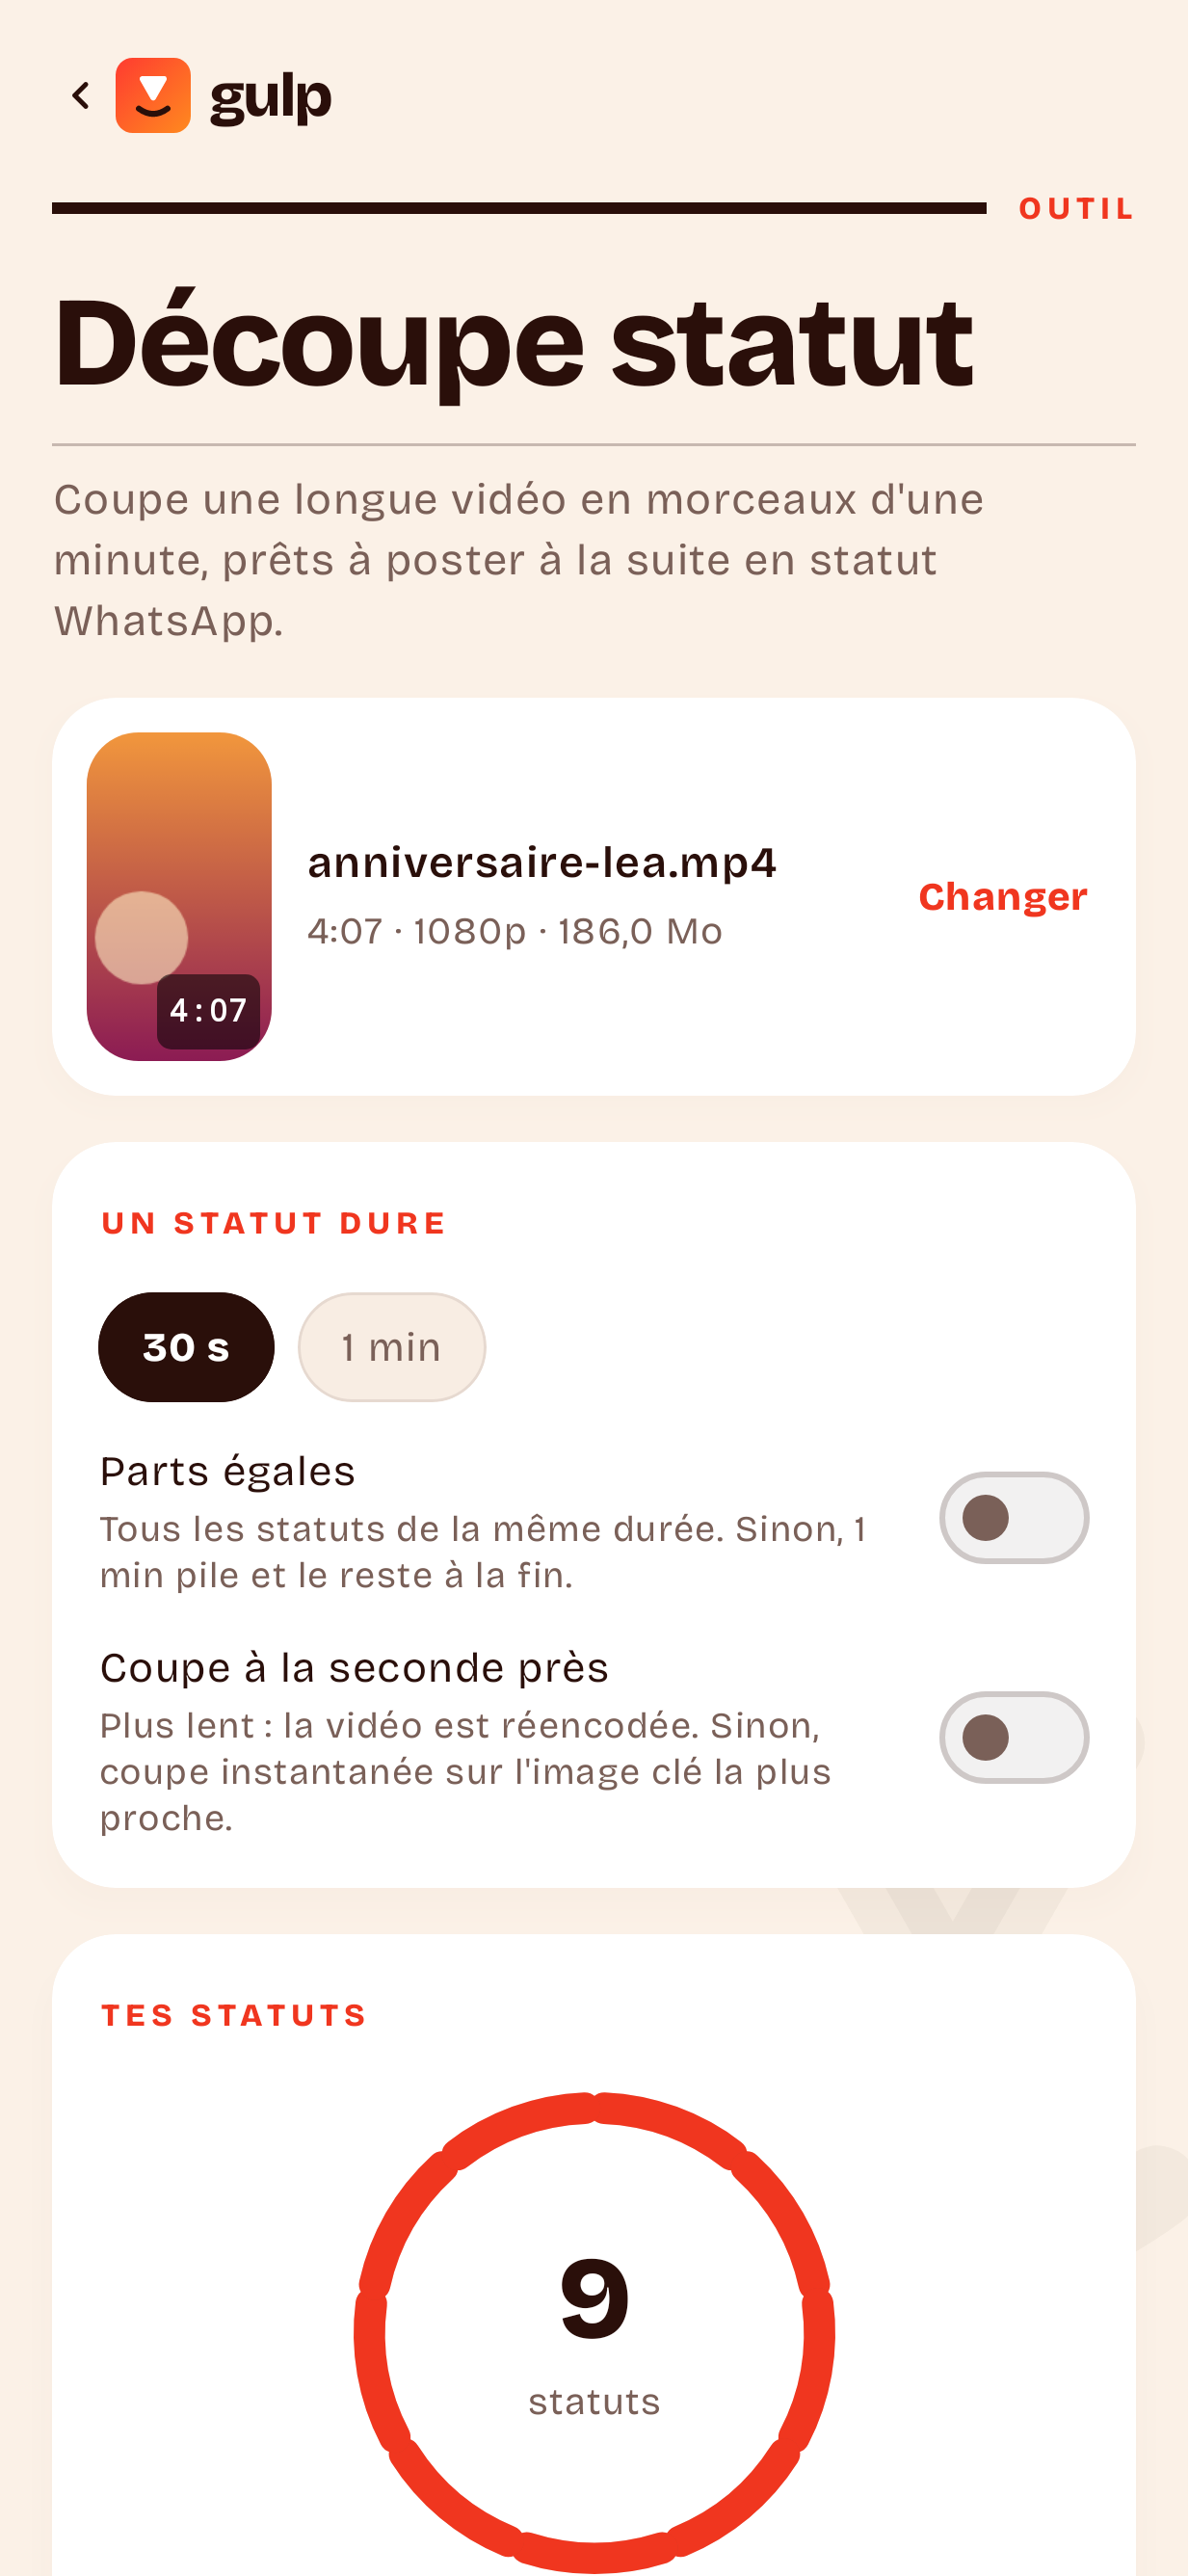 gulp
OUTIL
Découpe statut
Coupe une longue vidéo en morceaux d'une
minute, prêts à poster à la suite en statut
WhatsApp.
4:07
anniversaire-lea.mp4
4:07 · 1080p · 186,0 Mo
Changer
UN STATUT DURE
30 s
1 min
Parts égales
Tous les statuts de la même durée. Sinon, 1
min pile et le reste à la fin.
Coupe à la seconde près
Plus lent : la vidéo est réencodée. Sinon,
coupe instantanée sur l'image clé la plus
proche.
TES STATUTS
9
statuts